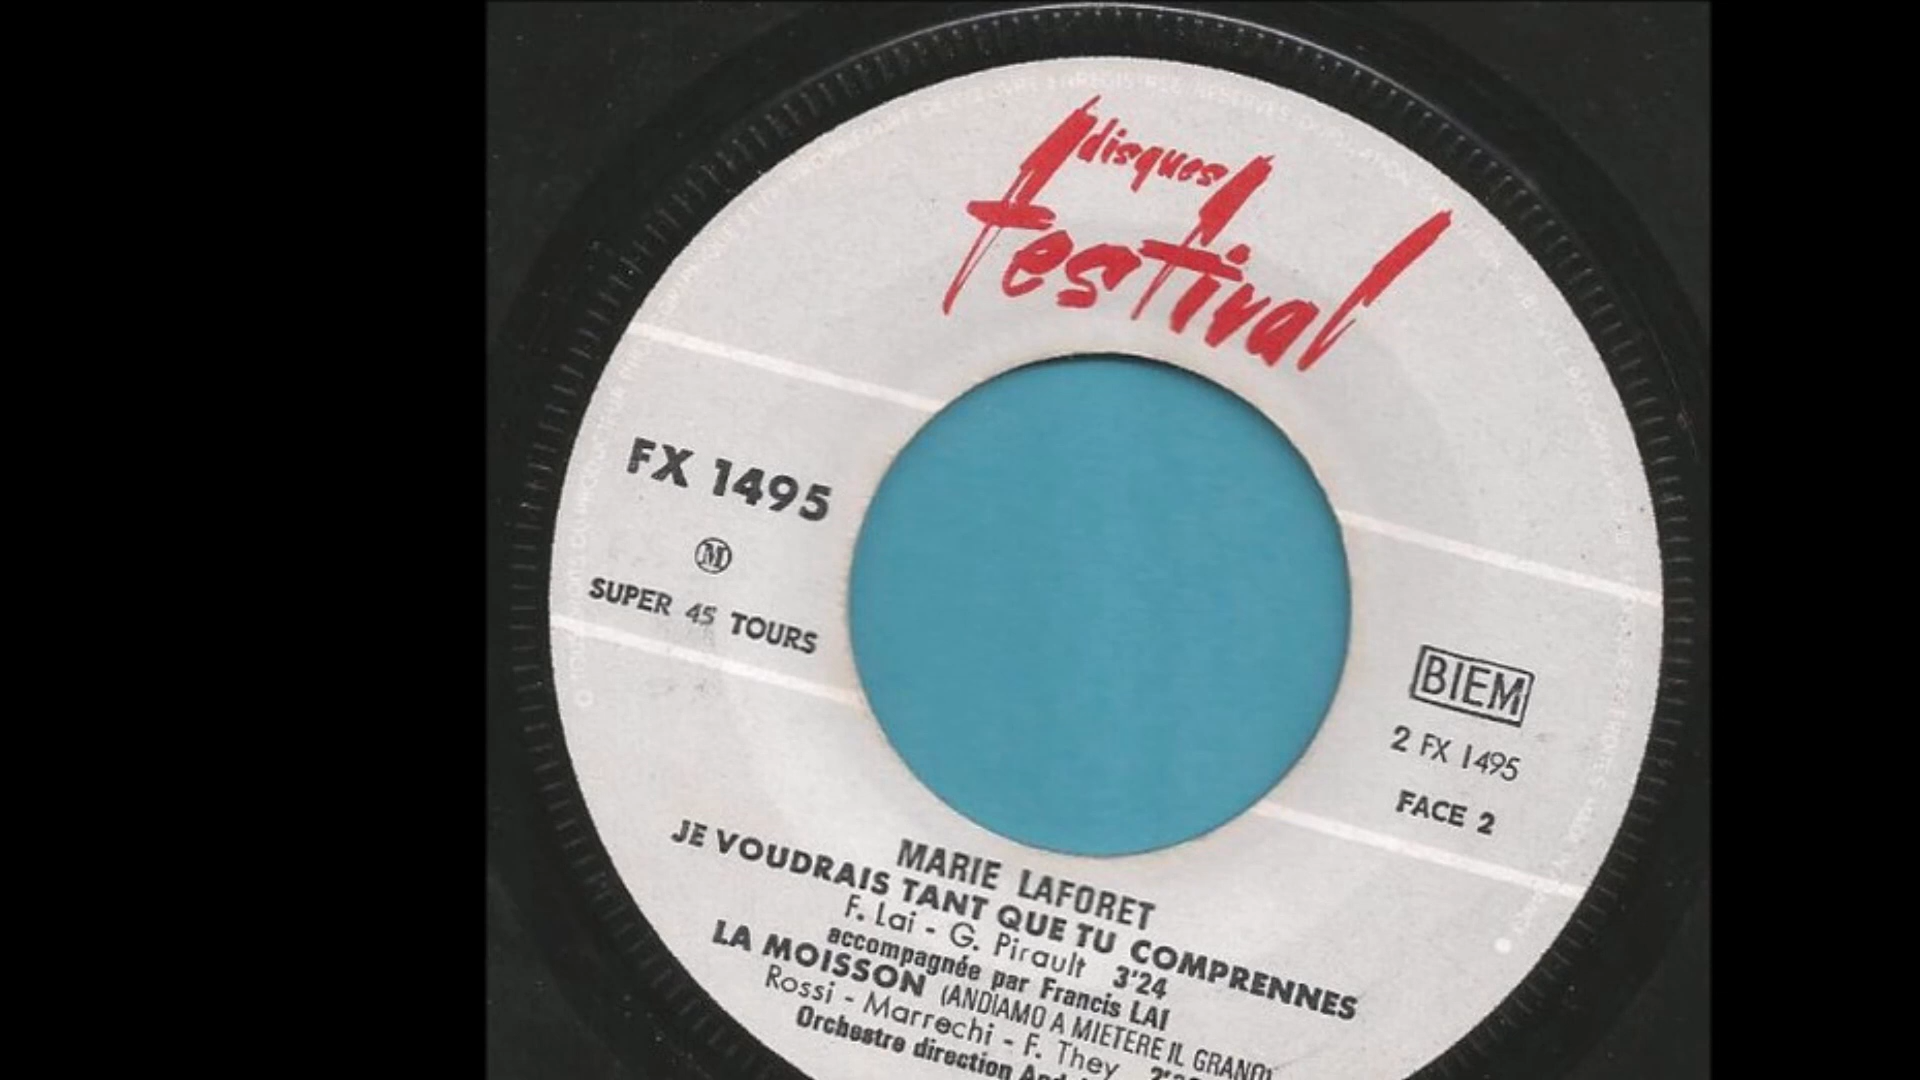 disques
festival
FX 1495
M
SUPER 45 TOURS
BIEM
2 FX 1495
FACE 2
MARIE LAFORET
JE VOUDRAIS TANT QUE TU COMPRENNES
F. Lai - G. Pirault 3'24
accompagnée par Francis LAI
LA MOISSON (ANDIAMO A MIETERE IL GRANO)
Rossi - Marrechi - F. They
Orchestre direction